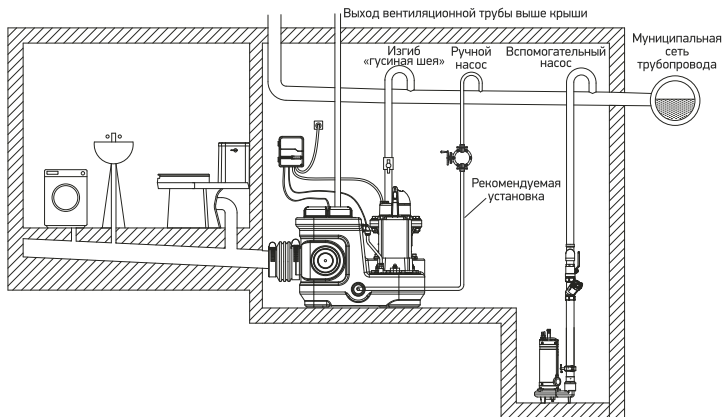 Выход вентиляционной трубы выше крыши
Изгиб
«гусиная шея»
Ручной
насос
Вспомогательный
насос
Муниципальная
сеть
трубопровода
Рекомендуемая
установка